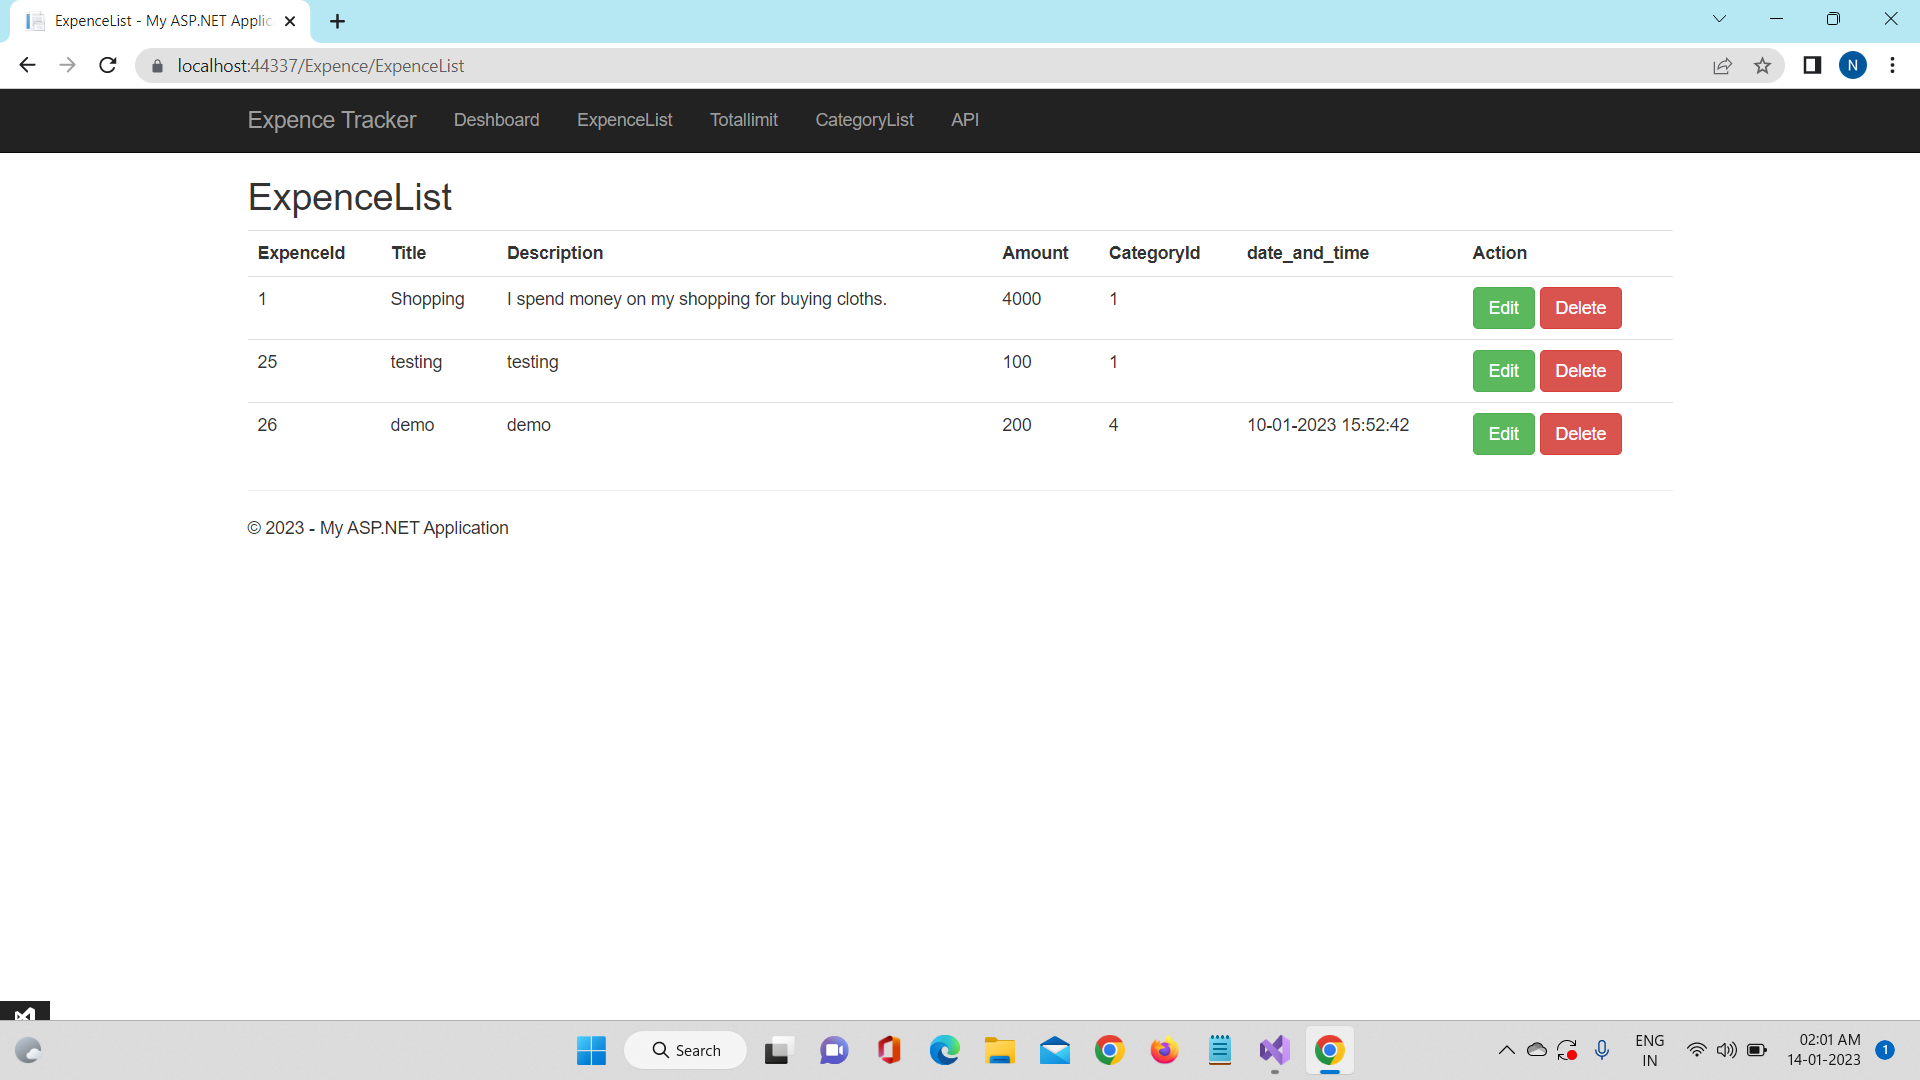 ExpenceList - My ASP.NET Applic
localhost:44337/Expence/ExpenceList
N
Expence Tracker Deshboard ExpenceList Totallimit CategoryList API
ExpenceList
ExpenceId Title Description Amount CategoryId date_and_time Action
1 Shopping I spend money on my shopping for buying cloths. 4000 1 Edit Delete
25 testing testing 100 1 Edit Delete
26 demo demo 200 4 10-01-2023 15:52:42 Edit Delete
© 2023 - My ASP.NET Application
Search
ENG
IN
02:01 AM
14-01-2023
1